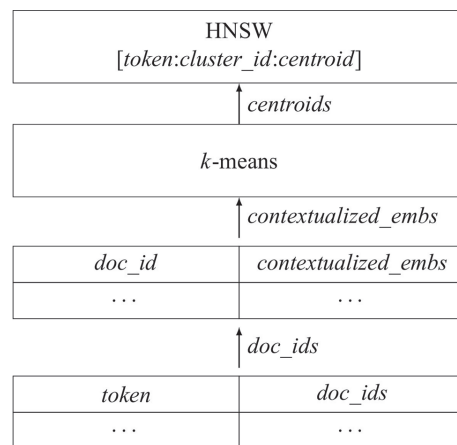 HNSW
[token:cluster_id:centroid]
centroids
k-means
contextualized_embs
doc_id contextualized_embs
... ...
doc_ids
token doc_ids
... ...